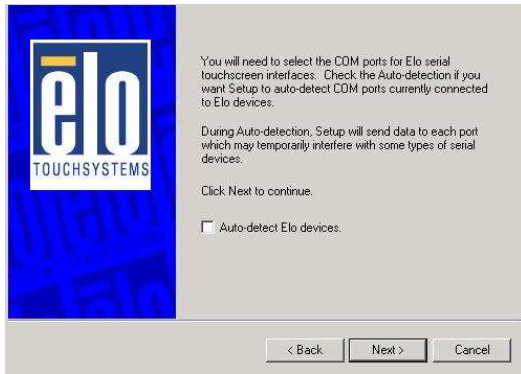 elo
TOUCHSYSTEMS
You will need to select the COM ports for Elo serial
touchscreen interfaces. Check the Auto-detection if you
want Setup to auto-detect COM ports currently connected
to Elo devices.
During Auto-detection, Setup will send data to each port
which may temporarily interfere with some types of serial
devices.
Click Next to continue.
Auto-detect Elo devices.
< Back
Next >
Cancel